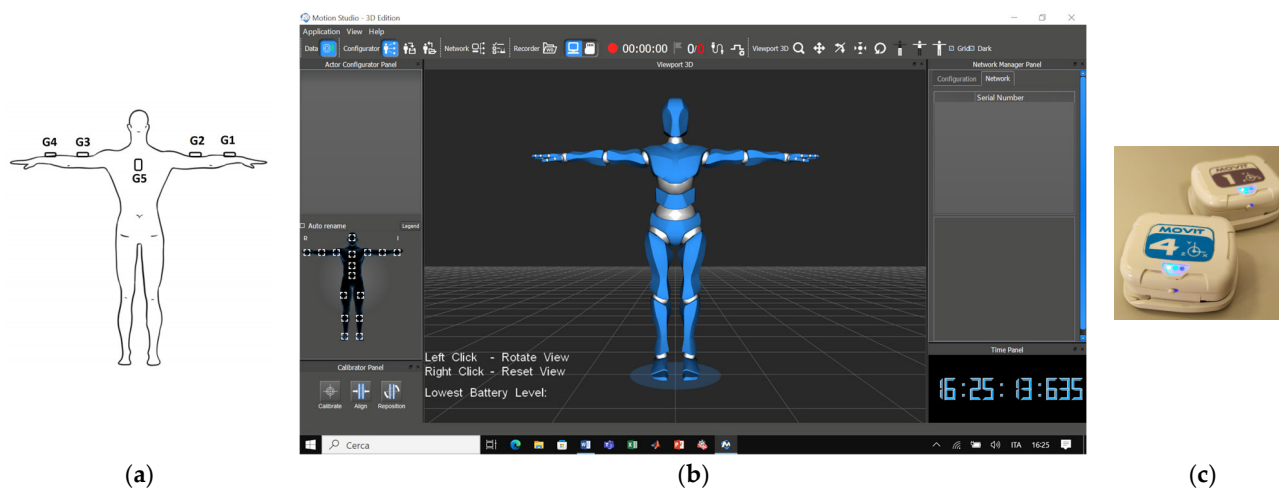 G4 G3 G2 G1
G5
Motion Studio - 3D Edition
Application View Help
Data Configurator Network Recorder 00:00:00 0/0 Viewport 3D Grid Dark
Actor Configurator Panel
Viewport 3D
Network Manager Panel
Configuration Network
Serial Number
Auto rename Legend
R
Left Click - Rotate View
Right Click - Reset View
Lowest Battery Level:
Calibrator Panel
Calibrate Align Reposition
Time Panel
16:25:13:635
Cerca
ITA 16:25
MOVIT
1
MOVIT
4
(a) (b) (c)